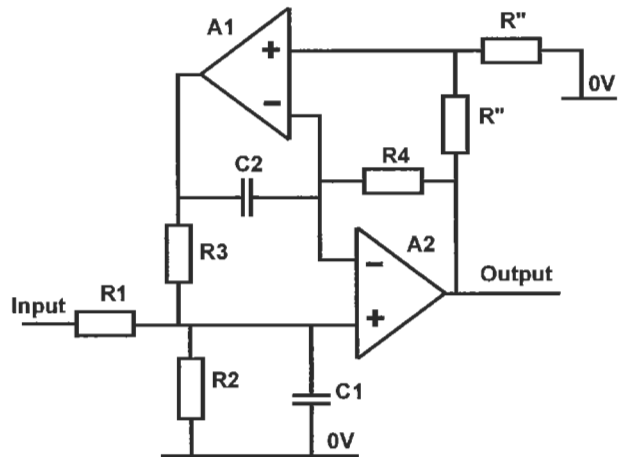 A1
R"
+
0V
−
R"
C2
R4
A2
R3
−
Output
Input
R1
+
R2
C1
0V